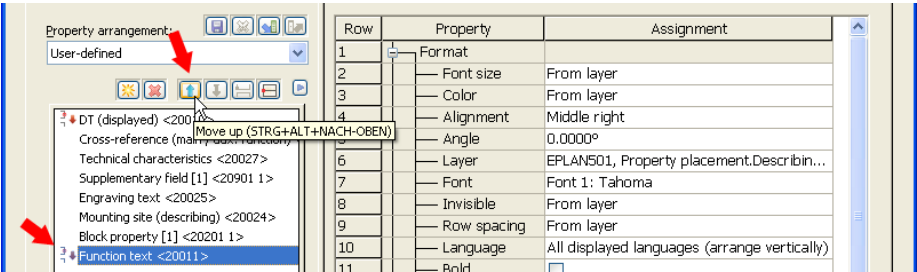 Property arrangement:
User-defined
DT (displayed) <200
Move up (STRG+ALT+NACH-OBEN)
Cross-reference (main /
Technical characteristics <20027>
Supplementary field [1] <20901 1>
Engraving text <20025>
Mounting site (describing) <20024>
Block property [1] <20201 1>
Function text <20011>
Row Property Assignment
1 Format
2 Font size From layer
3 Color From layer
4 Alignment Middle right
Angle 0.0000°
6 Layer EPLAN501, Property placement.Describin...
7 Font Font 1: Tahoma
8 Invisible From layer
9 Row spacing From layer
10 Language All displayed languages (arrange vertically)
11 Bold